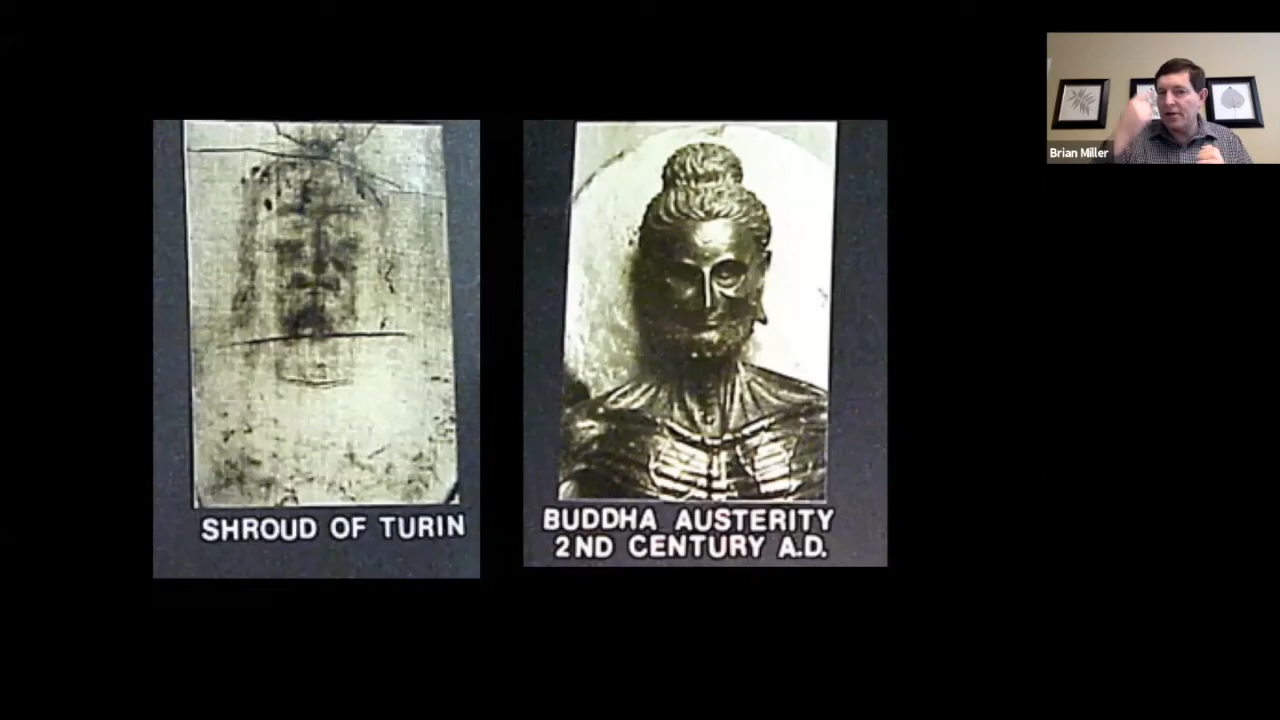 SHROUD OF TURIN
BUDDHA AUSTERITY
2ND CENTURY A.D.
Brian Miller